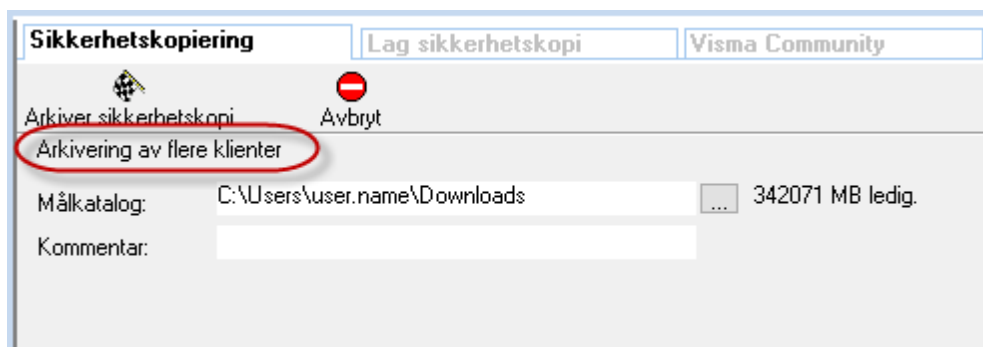 Sikkerhetskopiering Lag sikkerhetskopi Visma Community
Arkiver sikkerhetskopi Avbryt
Arkivering av flere klienter
Målkatalog: C:\Users\user.name\Downloads ... 342071 MB ledig.
Kommentar: